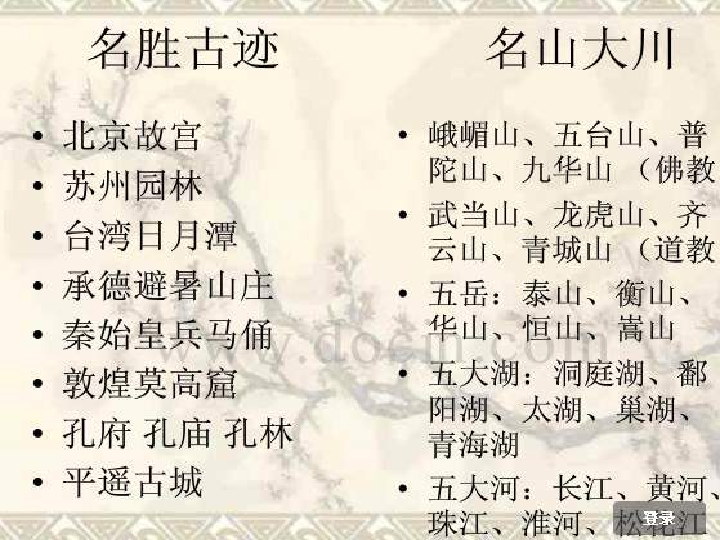 名胜古迹
• 北京故宫
• 苏州园林
• 台湾日月潭
• 承德避暑山庄
• 秦始皇兵马俑
• 敦煌莫高窟
• 孔府 孔庙 孔林
• 平遥古城
名山大川
• 峨嵋山、五台山、普
陀山、九华山 （佛教
• 武当山、龙虎山、齐
云山、青城山 （道教
• 五岳：泰山、衡山、
华山、恒山、嵩山
• 五大湖：洞庭湖、鄱
阳湖、太湖、巢湖、
青海湖
• 五大河：长江、黄河、
珠江、淮河、松花江
登录
www.docin.com